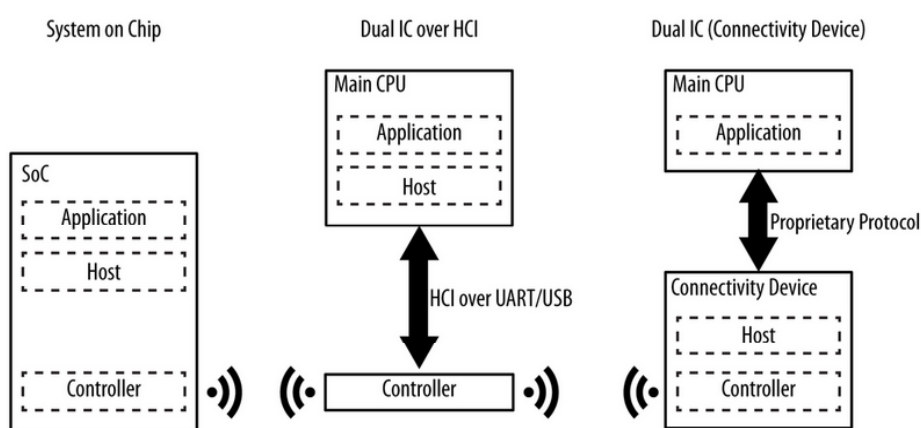 System on Chip
SoC
Application
Host
Controller
Dual IC over HCI
Main CPU
Application
Host
HCI over UART/USB
Controller
Dual IC (Connectivity Device)
Main CPU
Application
Proprietary Protocol
Connectivity Device
Host
Controller